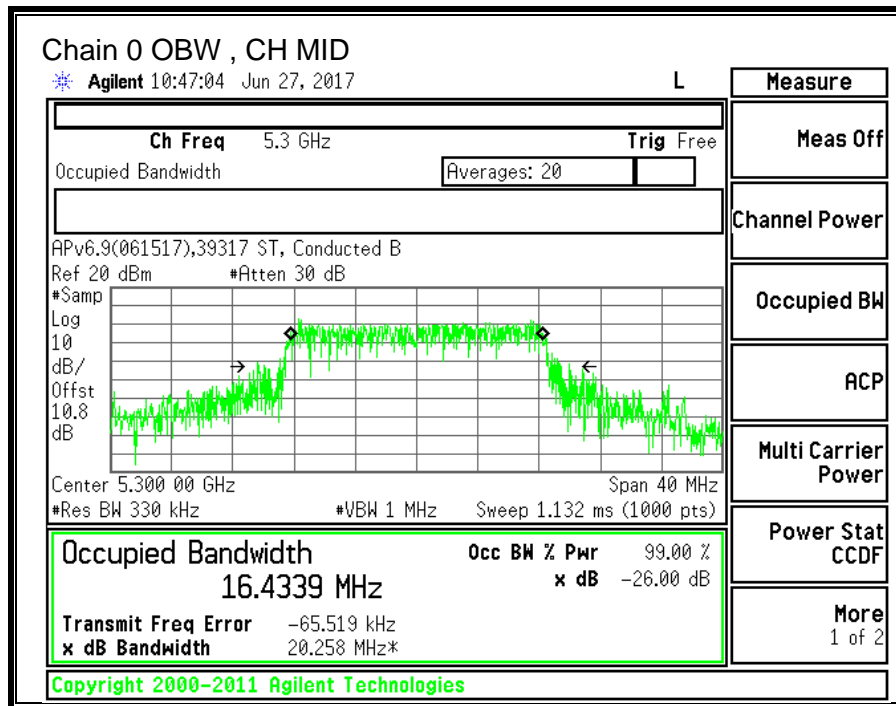 Chain 0 OBW , CH MID
Agilent 10:47:04 Jun 27, 2017 L
Measure
Ch Freq 5.3 GHz Trig Free
Occupied Bandwidth Averages: 20
APv6.9(061517),39317 ST, Conducted B
Ref 20 dBm #Atten 30 dB
#Samp
Log
10
dB/
Offst
10.8
dB
Center 5.300 00 GHz Span 40 MHz
#Res BW 330 kHz #VBW 1 MHz Sweep 1.132 ms (1000 pts)
Occupied Bandwidth Occ BW % Pwr 99.00 %
16.4339 MHz x dB -26.00 dB
Transmit Freq Error -65.519 kHz
x dB Bandwidth 20.258 MHz*
Copyright 2000-2011 Agilent Technologies
Meas Off
Channel Power
Occupied BW
ACP
Multi Carrier
Power
Power Stat
CCDF
More
1 of 2